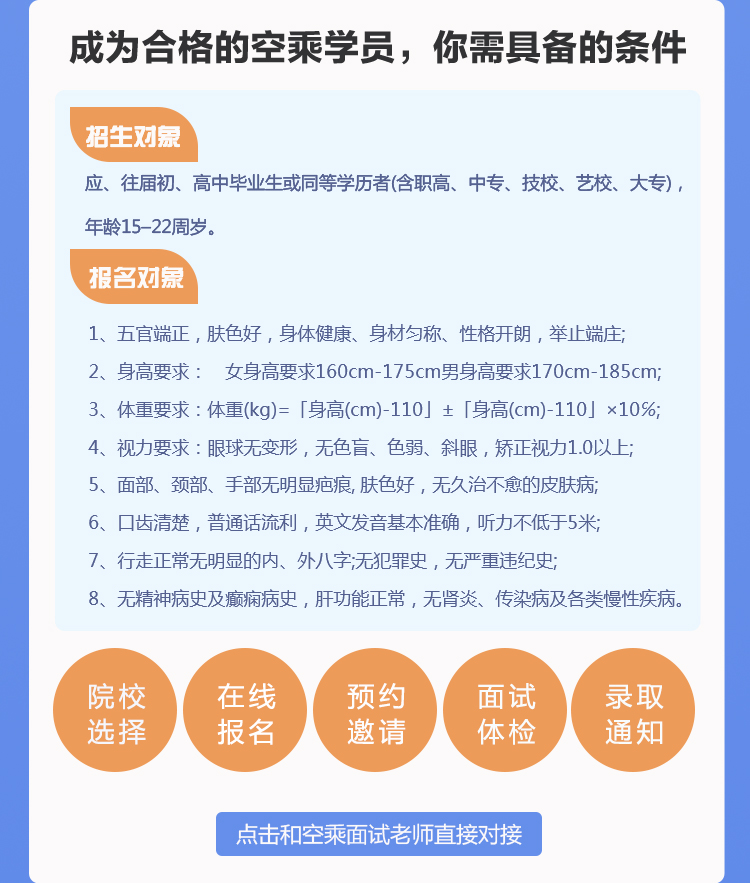 成为合格的空乘学员，你需具备的条件
招生对象
应、往届初、高中毕业生或同等学历者(含职高、中专、技校、艺校、大专)，
年龄15–22周岁。
报名对象
1、五官端正，肤色好，身体健康、身材匀称、性格开朗，举止端庄;
2、身高要求： 女身高要求160cm-175cm男身高要求170cm-185cm;
3、体重要求：体重(kg)=「身高(cm)-110」±「身高(cm)-110」×10%;
4、视力要求：眼球无变形，无色盲、色弱、斜眼，矫正视力1.0以上;
5、面部、颈部、手部无明显疤痕, 肤色好，无久治不愈的皮肤病;
6、口齿清楚，普通话流利，英文发音基本准确，听力不低于5米;
7、行走正常无明显的内、外八字;无犯罪史，无严重违纪史;
8、无精神病史及癫痫病史，肝功能正常，无肾炎、传染病及各类慢性疾病。
院校
选择
在线
报名
预约
邀请
面试
体检
录取
通知
点击和空乘面试老师直接对接